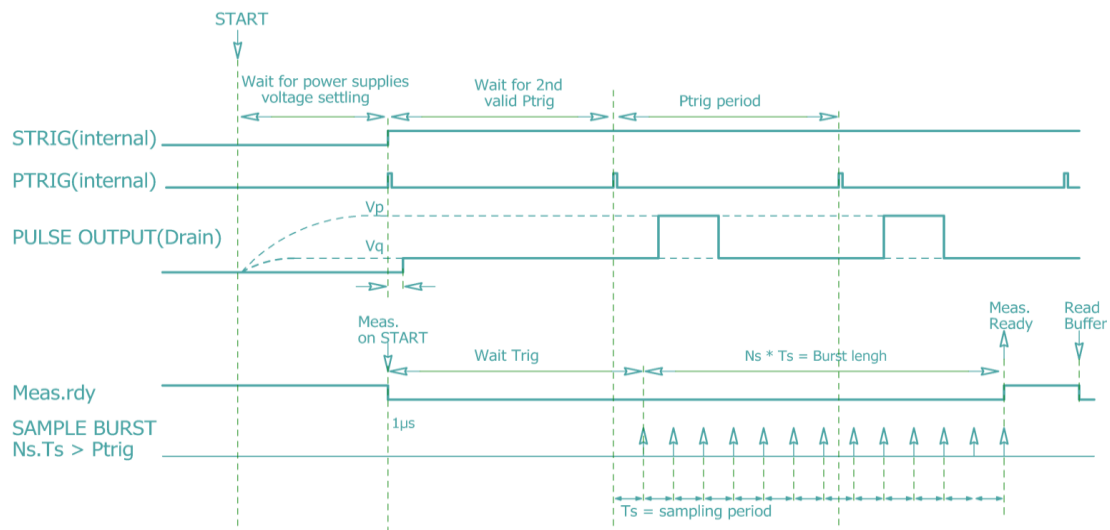 START
Wait for power supplies
voltage settling
Wait for 2nd
valid Ptrig
Ptrig period
STRIG(internal)
PTRIG(internal)
Vp
PULSE OUTPUT(Drain)
Vq
Meas.
on START
Meas.
Ready
Read
Buffer
Wait Trig
Ns * Ts = Burst lengh
Meas.rdy
1µs
SAMPLE BURST
Ns.Ts > Ptrig
Ts = sampling period